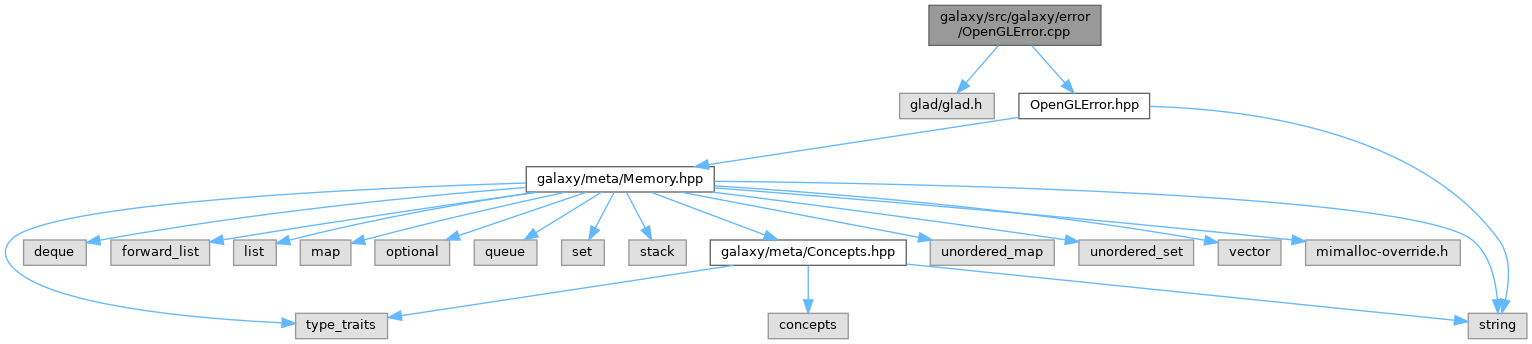 galaxy/src/galaxy/error
/OpenGLError.cpp
glad/glad.h
OpenGLError.hpp
galaxy/meta/Memory.hpp
deque
forward_list
list
map
optional
queue
set
stack
galaxy/meta/Concepts.hpp
unordered_map
unordered_set
vector
mimalloc-override.h
type_traits
concepts
string